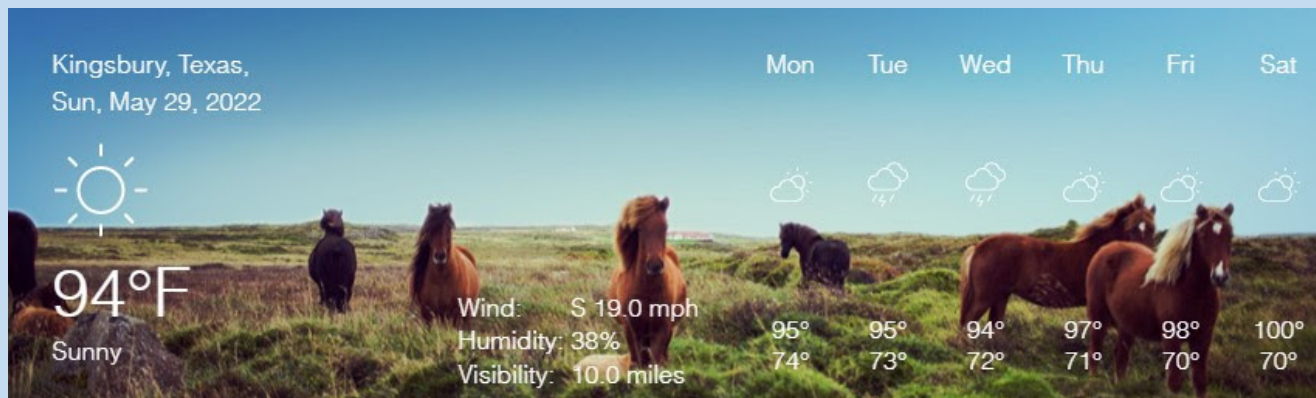 Kingsbury, Texas,
Sun, May 29, 2022
94°F
Sunny
Wind: S 19.0 mph
Humidity: 38%
Visibility: 10.0 miles
Mon Tue Wed Thu Fri Sat
95° 95° 94° 97° 98° 100°
74° 73° 72° 71° 70° 70°